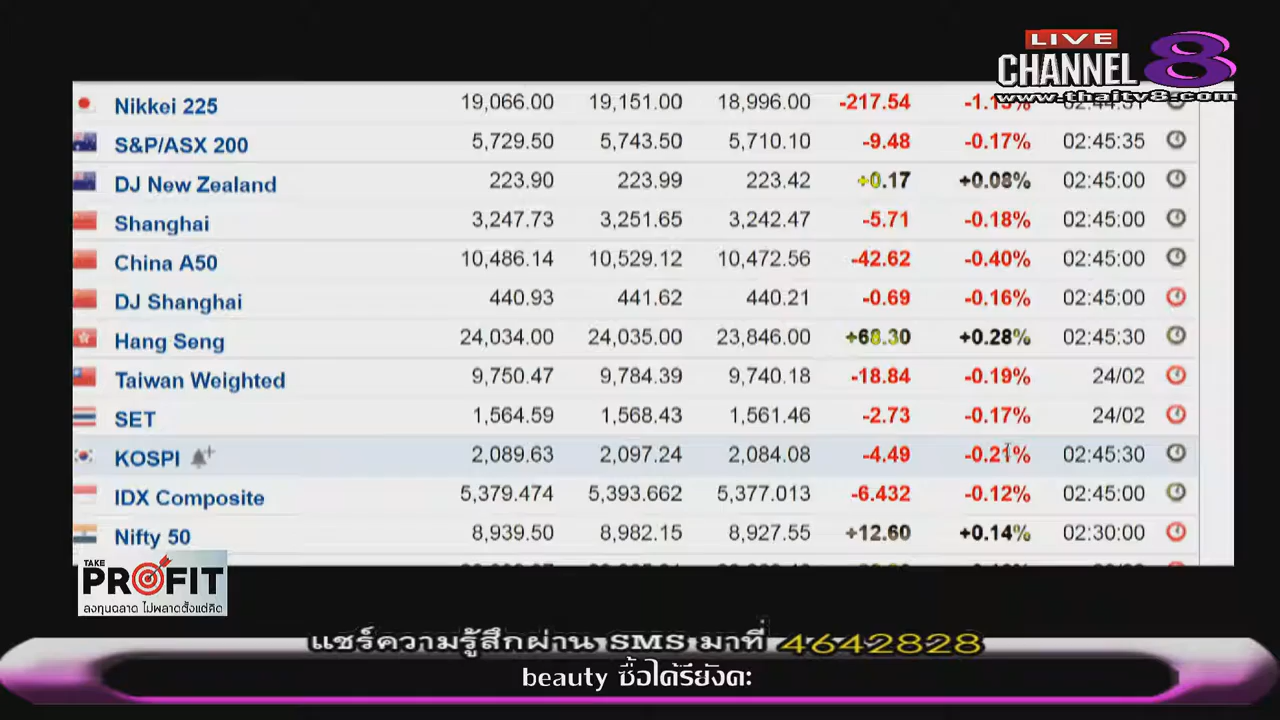 LIVE
CHANNEL 8
www.thaitv8.com
Nikkei 225 19,066.00 19,151.00 18,996.00 -217.54
S&P/ASX 200 5,729.50 5,743.50 5,710.10 -9.48 -0.17% 02:45:35
DJ New Zealand 223.90 223.99 223.42 +0.17 +0.08% 02:45:00
Shanghai 3,247.73 3,251.65 3,242.47 -5.71 -0.18% 02:45:00
China A50 10,486.14 10,529.12 10,472.56 -42.62 -0.40% 02:45:00
DJ Shanghai 440.93 441.62 440.21 -0.69 -0.16% 02:45:00
Hang Seng 24,034.00 24,035.00 23,846.00 +68.30 +0.28% 02:45:30
Taiwan Weighted 9,750.47 9,784.39 9,740.18 -18.84 -0.19% 24/02
SET 1,564.59 1,568.43 1,561.46 -2.73 -0.17% 24/02
KOSPI 2,089.63 2,097.24 2,084.08 -4.49 -0.21% 02:45:30
IDX Composite 5,379.474 5,393.662 5,377.013 -6.432 -0.12% 02:45:00
Nifty 50 8,939.50 8,982.15 8,927.55 +12.60 +0.14% 02:30:00
TAKE
PROFIT
ลงทุนฉลาด ไม่พลาดตั้งแต่คิด
แชร์ความรู้สึกผ่าน SMS มาที่ 4642828
beauty ซื้อได้รึยังคะ